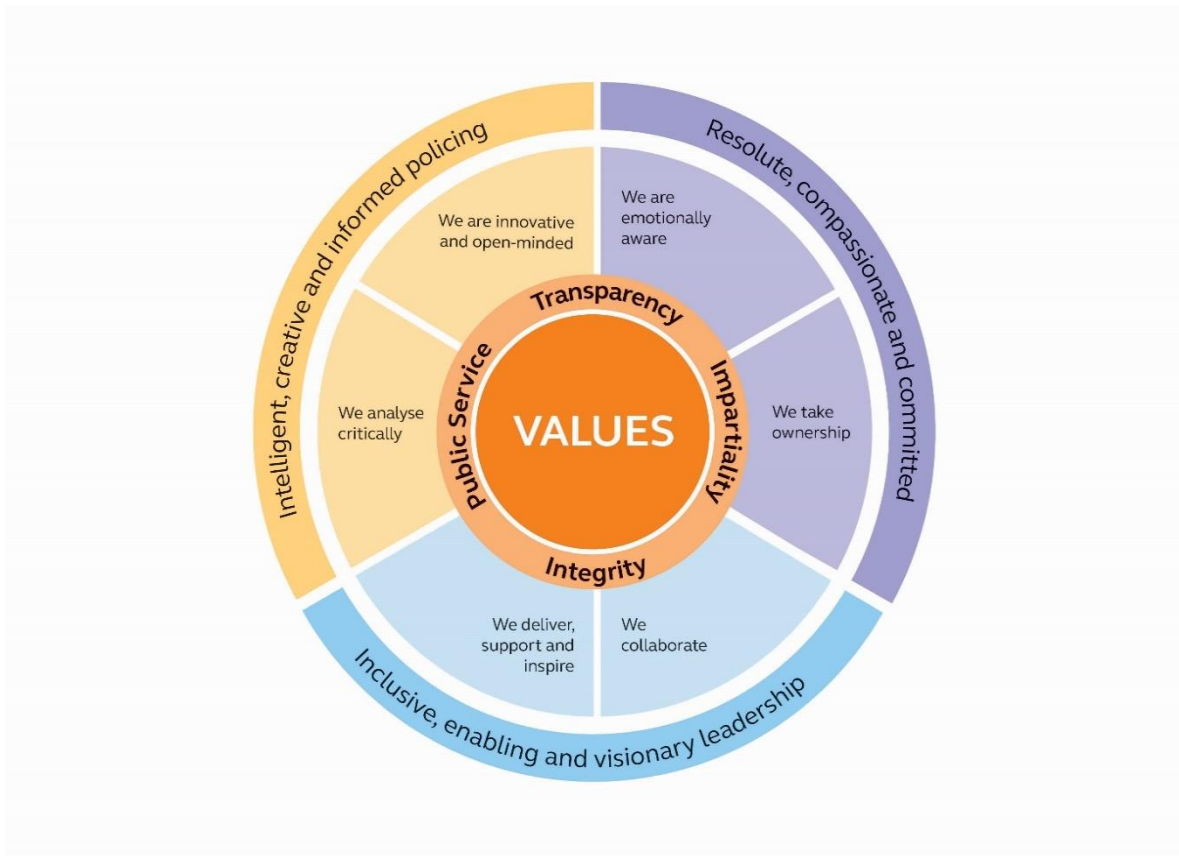 Intelligent, creative and informed policing
Resolute, compassionate and committed
We are innovative
and open-minded
We are
emotionally
aware
Transparency
Public Service
VALUES
Impartiality
We analyse
critically
We take
ownership
Integrity
We deliver,
support and
inspire
We
collaborate
Inclusive, enabling and visionary leadership